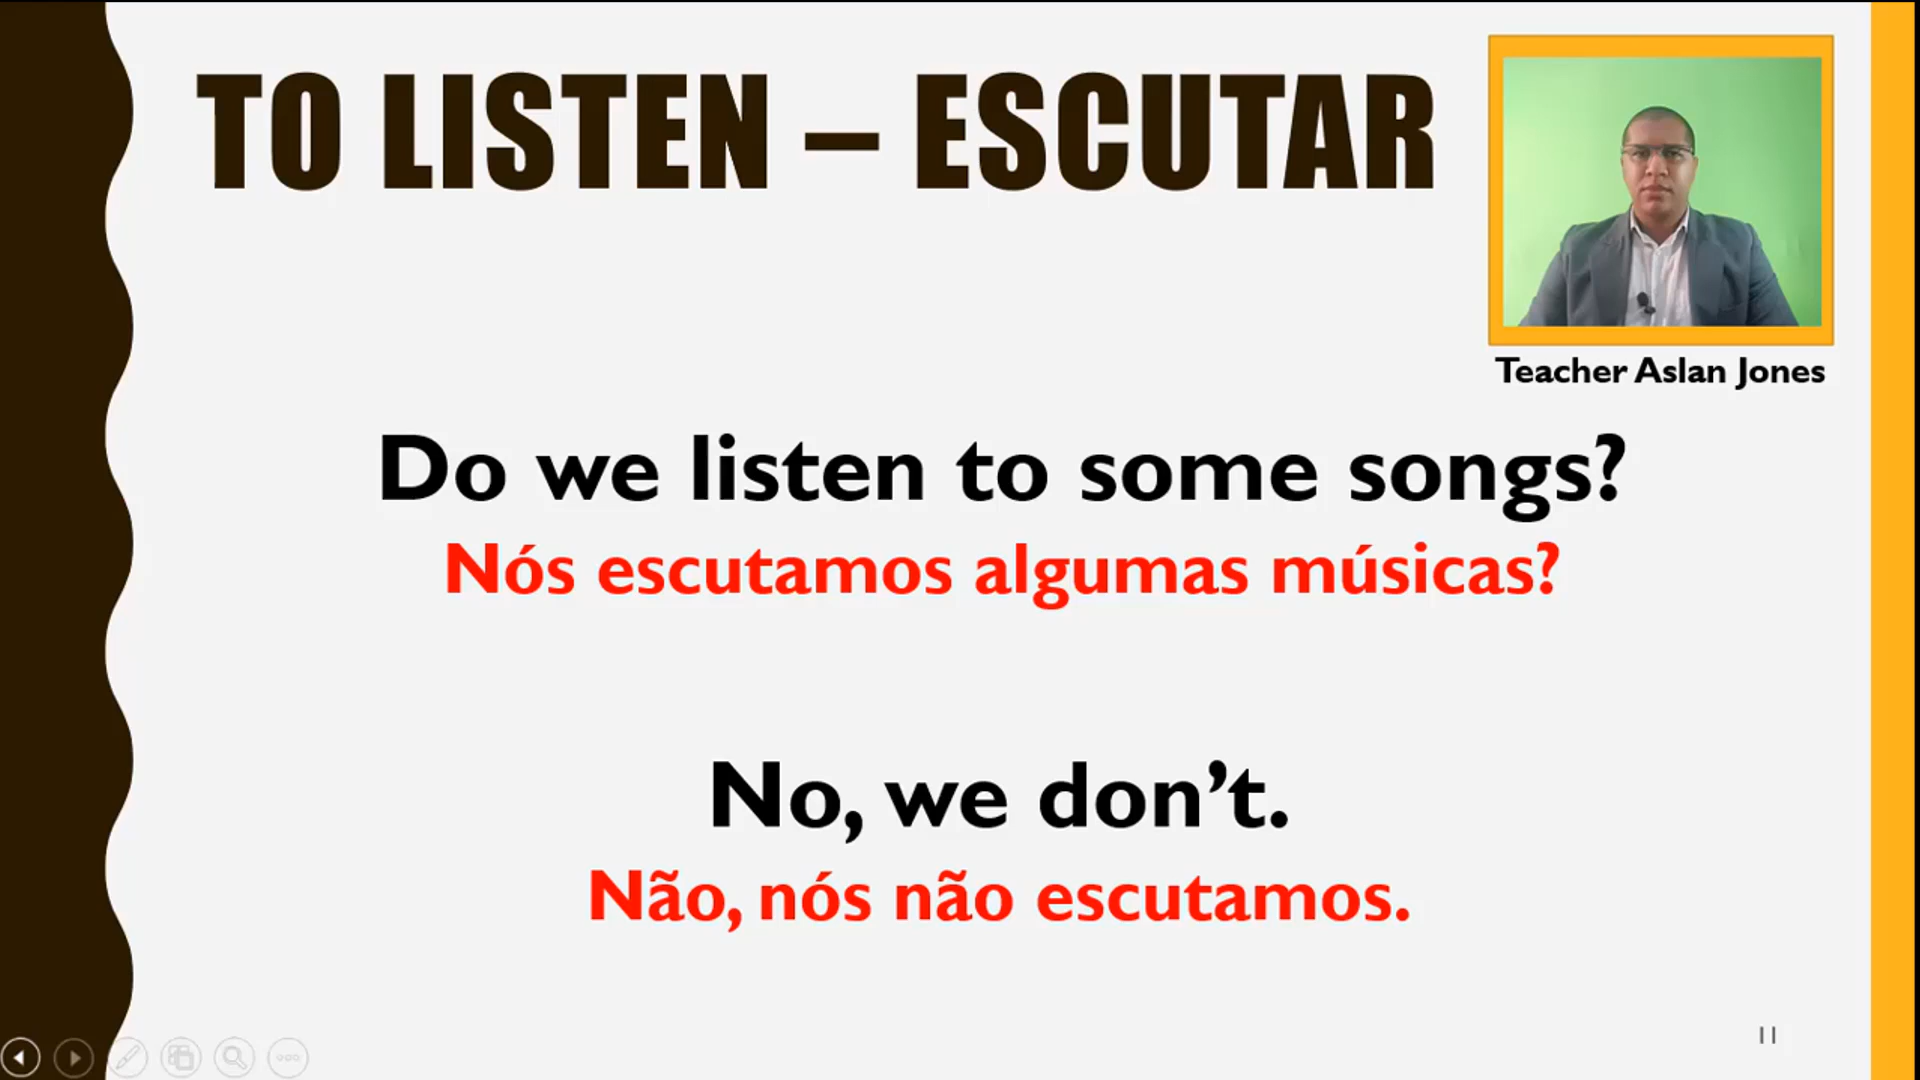 TO LISTEN – ESCUTAR
Teacher Aslan Jones
Do we listen to some songs?
Nós escutamos algumas músicas?
No, we don’t.
Não, nós não escutamos.
11